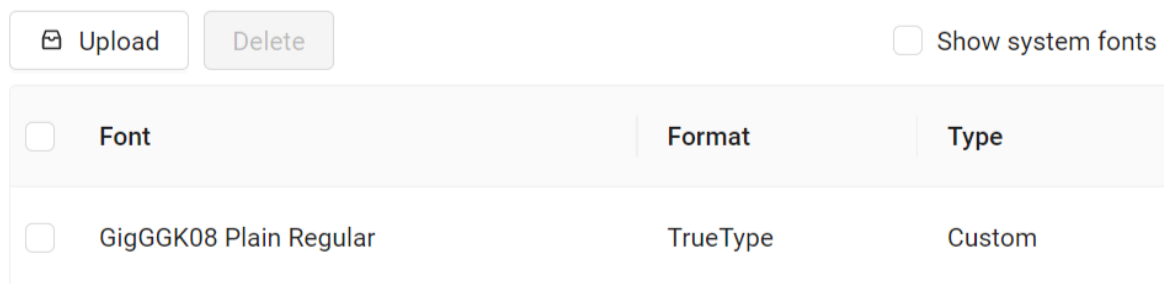 Upload Delete Show system fonts
Font Format Type
GigGGK08 Plain Regular TrueType Custom